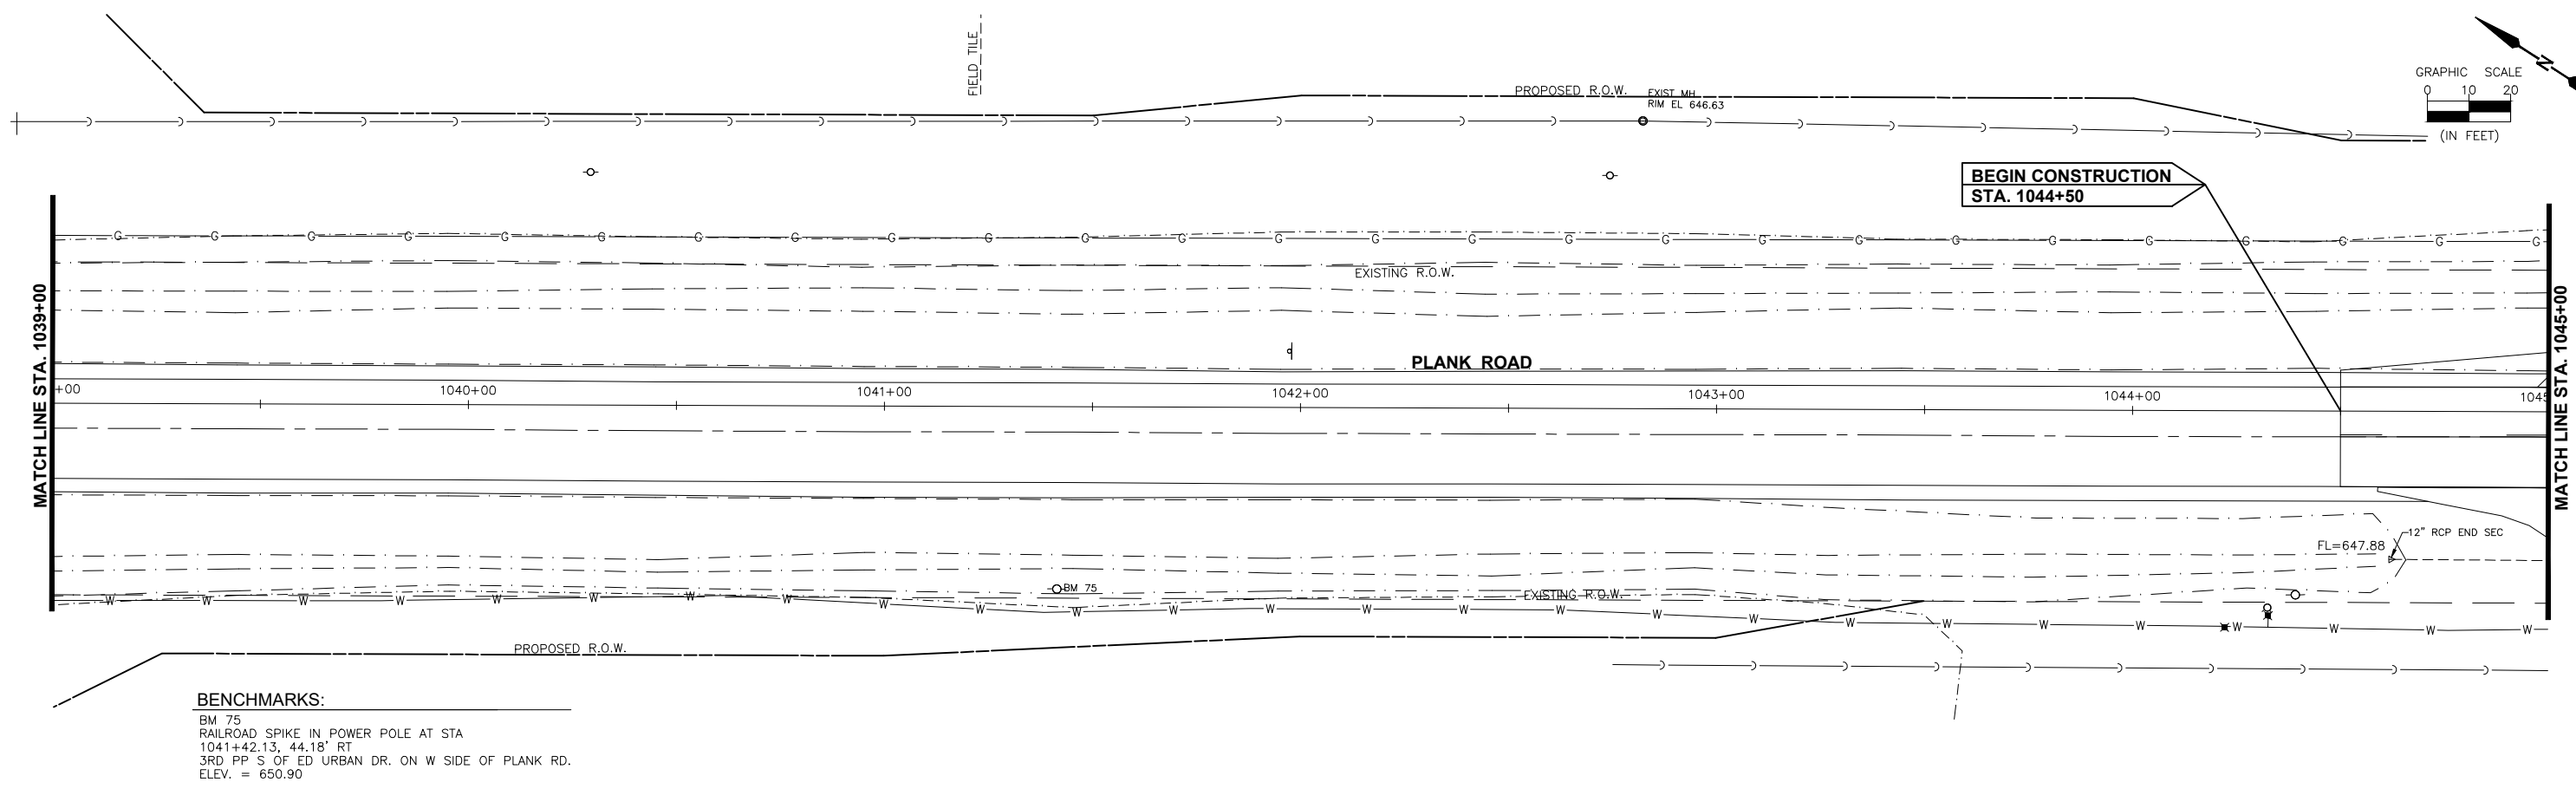 FIELD TILE
PROPOSED R.O.W.
EXIST MH
RIM EL 646.63
N
GRAPHIC SCALE
0 10 20
(IN FEET)
BEGIN CONSTRUCTION
STA. 1044+50
G G G G G G G G G G G G G G G G G G G G G G G G G G
EXISTING R.O.W.
MATCH LINE STA. 1039+00
MATCH LINE STA. 1045+00
PLANK ROAD
+00 1040+00 1041+00 1042+00 1043+00 1044+00 1045
12" RCP END SEC
FL=647.88
BM 75
EXISTING R.O.W.
W W W W W W W W W W W W W W W W W W W W W W W W W W
PROPOSED R.O.W.
BENCHMARKS:
BM 75
RAILROAD SPIKE IN POWER POLE AT STA
1041+42.13, 44.18' RT
3RD PP S OF ED URBAN DR. ON W SIDE OF PLANK RD.
ELEV. = 650.90